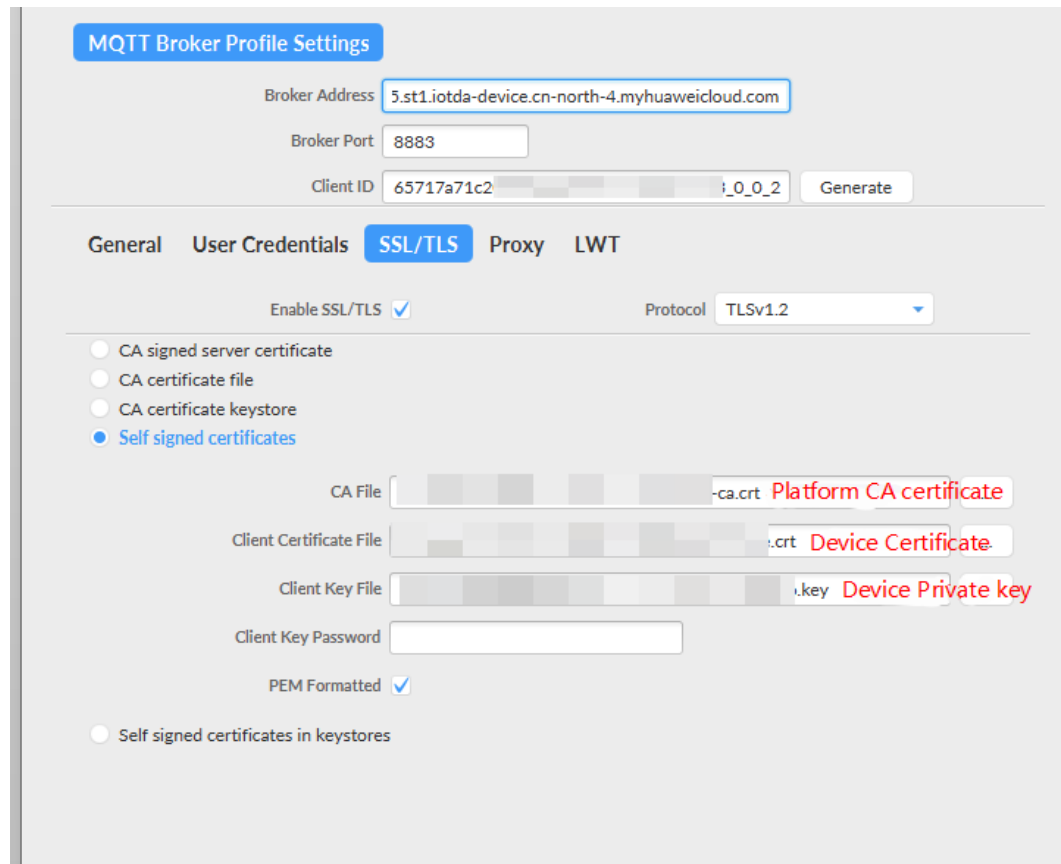 MQTT Broker Profile Settings
Broker Address 5.st1.iotda-device.cn-north-4.myhuaweicloud.com
Broker Port 8883
Client ID 65717a71c2 _0_0_2 Generate
General User Credentials SSL/TLS Proxy LWT
Enable SSL/TLS Protocol TLSv1.2
CA signed server certificate
CA certificate file
CA certificate keystore
Self signed certificates
CA File -ca.crt Platform CA certificate
Client Certificate File .crt Device Certificate
Client Key File .key Device Private key
Client Key Password
PEM Formatted
Self signed certificates in keystores